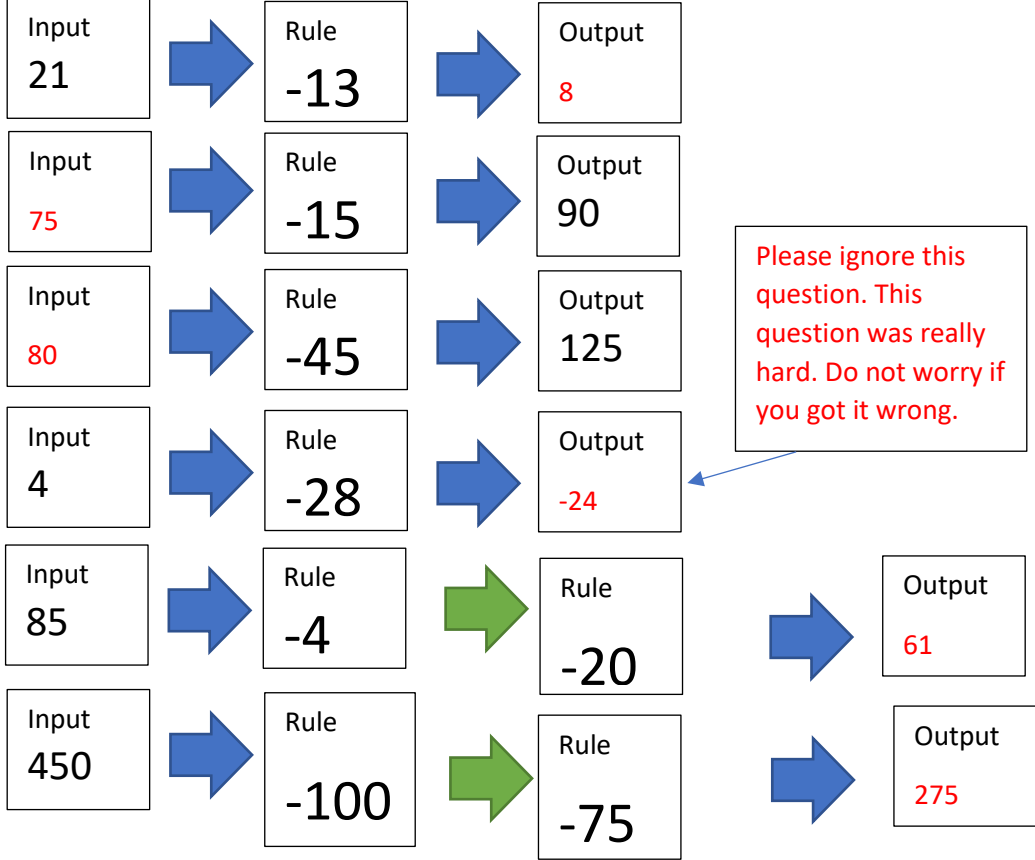 Input
21
Rule
-13
Output
8
Input
75
Rule
-15
Output
90
Input
80
Rule
-45
Output
125
Please ignore this
question. This
question was really
hard. Do not worry if
you got it wrong.
Input
4
Rule
-28
Output
-24
Input
85
Rule
-4
Rule
-20
Output
61
Input
450
Rule
-100
Rule
-75
Output
275